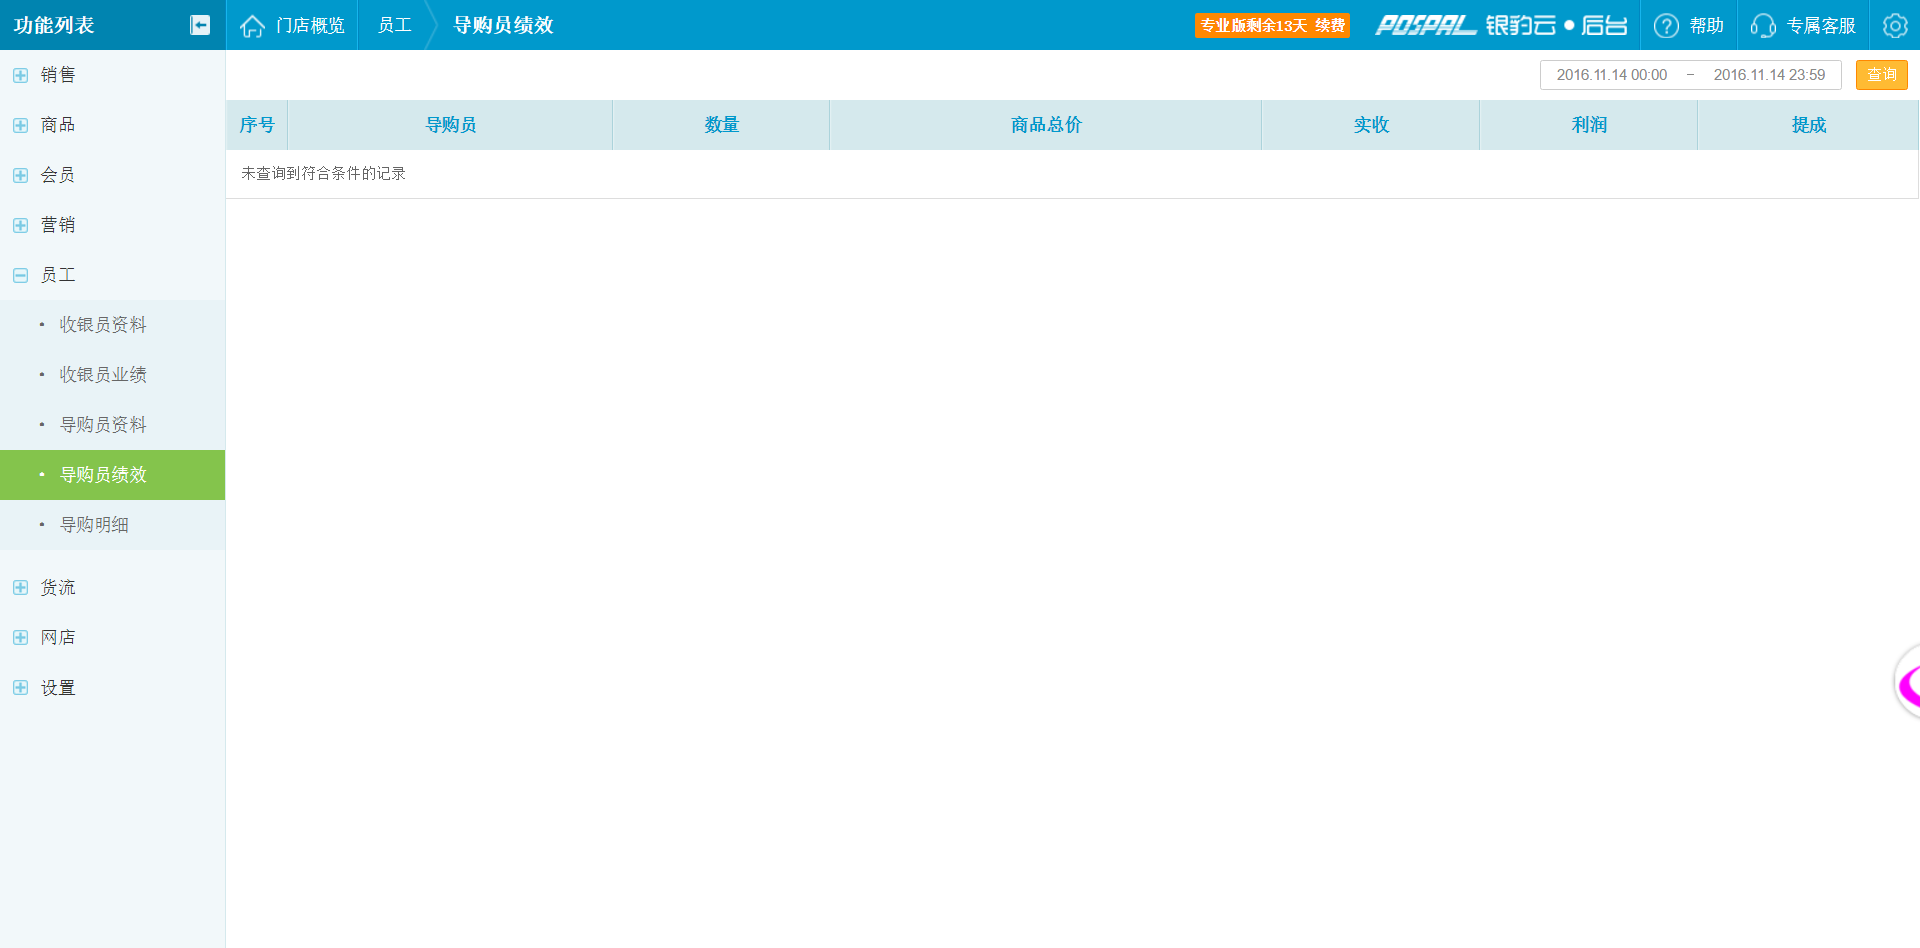 功能列表
门店概览
员工
导购员绩效
专业版剩余13天 续费
POSPAL 银豹云●后台
帮助
专属客服
销售
商品
会员
营销
员工
• 收银员资料
• 收银员业绩
• 导购员资料
• 导购员绩效
• 导购明细
货流
网店
设置
2016.11.14 00:00 － 2016.11.14 23:59
查询
序号 导购员 数量 商品总价 实收 利润 提成
未查询到符合条件的记录